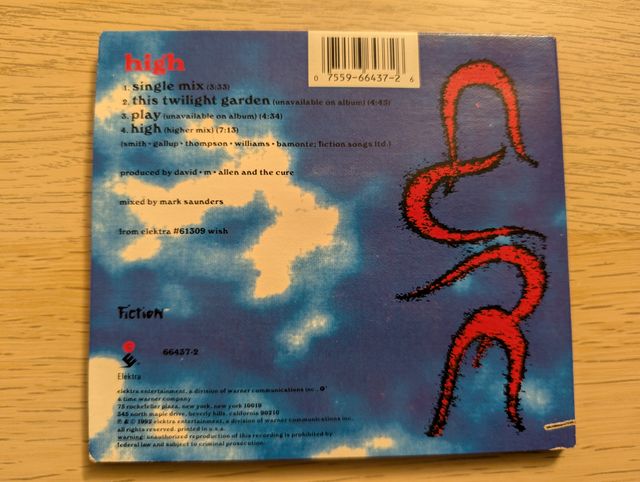 high
1. single mix (3:33)
2. this twilight garden (unavailable on album) (4:43)
3. play (unavailable on album) (4:34)
4. high (higher mix) (7:13)
(smith • gallup • thompson • williams • bamonte; fiction songs ltd.)
produced by david • m • allen and the cure
mixed by mark saunders
from elektra #61309 wish
0 7559-66437-2 6
Fiction
Elektra
66437-2
elektra entertainment, a division of warner communications inc.,
a time warner company
75 rockefeller plaza, new york, new york 10019
345 north maple drive, beverly hills, california 90210
℗ & © 1992 elektra entertainment, a division of warner communications inc.
all rights reserved. printed in u.s.a.
warning: unauthorized reproduction of this recording is prohibited by
federal law and subject to criminal prosecution.